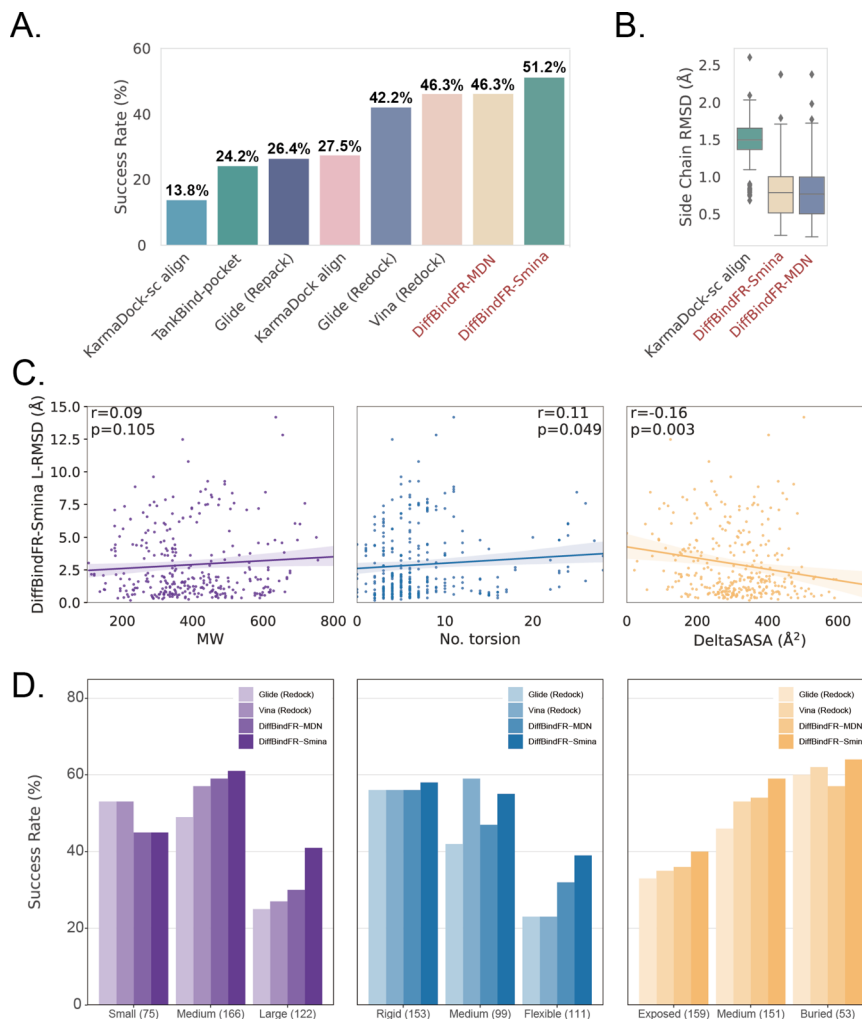 A.
B.
60
40
20
0
Success Rate (%)
13.8%
24.2%
26.4%
27.5%
42.2%
46.3%
46.3%
51.2%
KarmaDock-sc align
TankBind-pocket
Glide (Repack)
KarmaDock align
Glide (Redock)
Vina (Redock)
DiffBindFR-MDN
DiffBindFR-Smina
2.5
2.0
1.5
1.0
0.5
Side Chain RMSD (Å)
KarmaDock-sc align
DiffBindFR-Smina
DiffBindFR-MDN
C.
DiffBindFR-Smina L-RMSD (Å)
15.0
12.5
10.0
7.5
5.0
2.5
0.0
r=0.09
p=0.105
200 400 600 800
MW
r=0.11
p=0.049
0 10 20
No. torsion
r=-0.16
p=0.003
0 200 400 600
DeltaSASA (Å²)
D.
Success Rate (%)
80
60
40
20
0
Glide (Redock)
Vina (Redock)
DiffBindFR-MDN
DiffBindFR-Smina
Small (75) Medium (166) Large (122)
Glide (Redock)
Vina (Redock)
DiffBindFR-MDN
DiffBindFR-Smina
Rigid (153) Medium (99) Flexible (111)
Glide (Redock)
Vina (Redock)
DiffBindFR-MDN
DiffBindFR-Smina
Exposed (159) Medium (151) Buried (53)